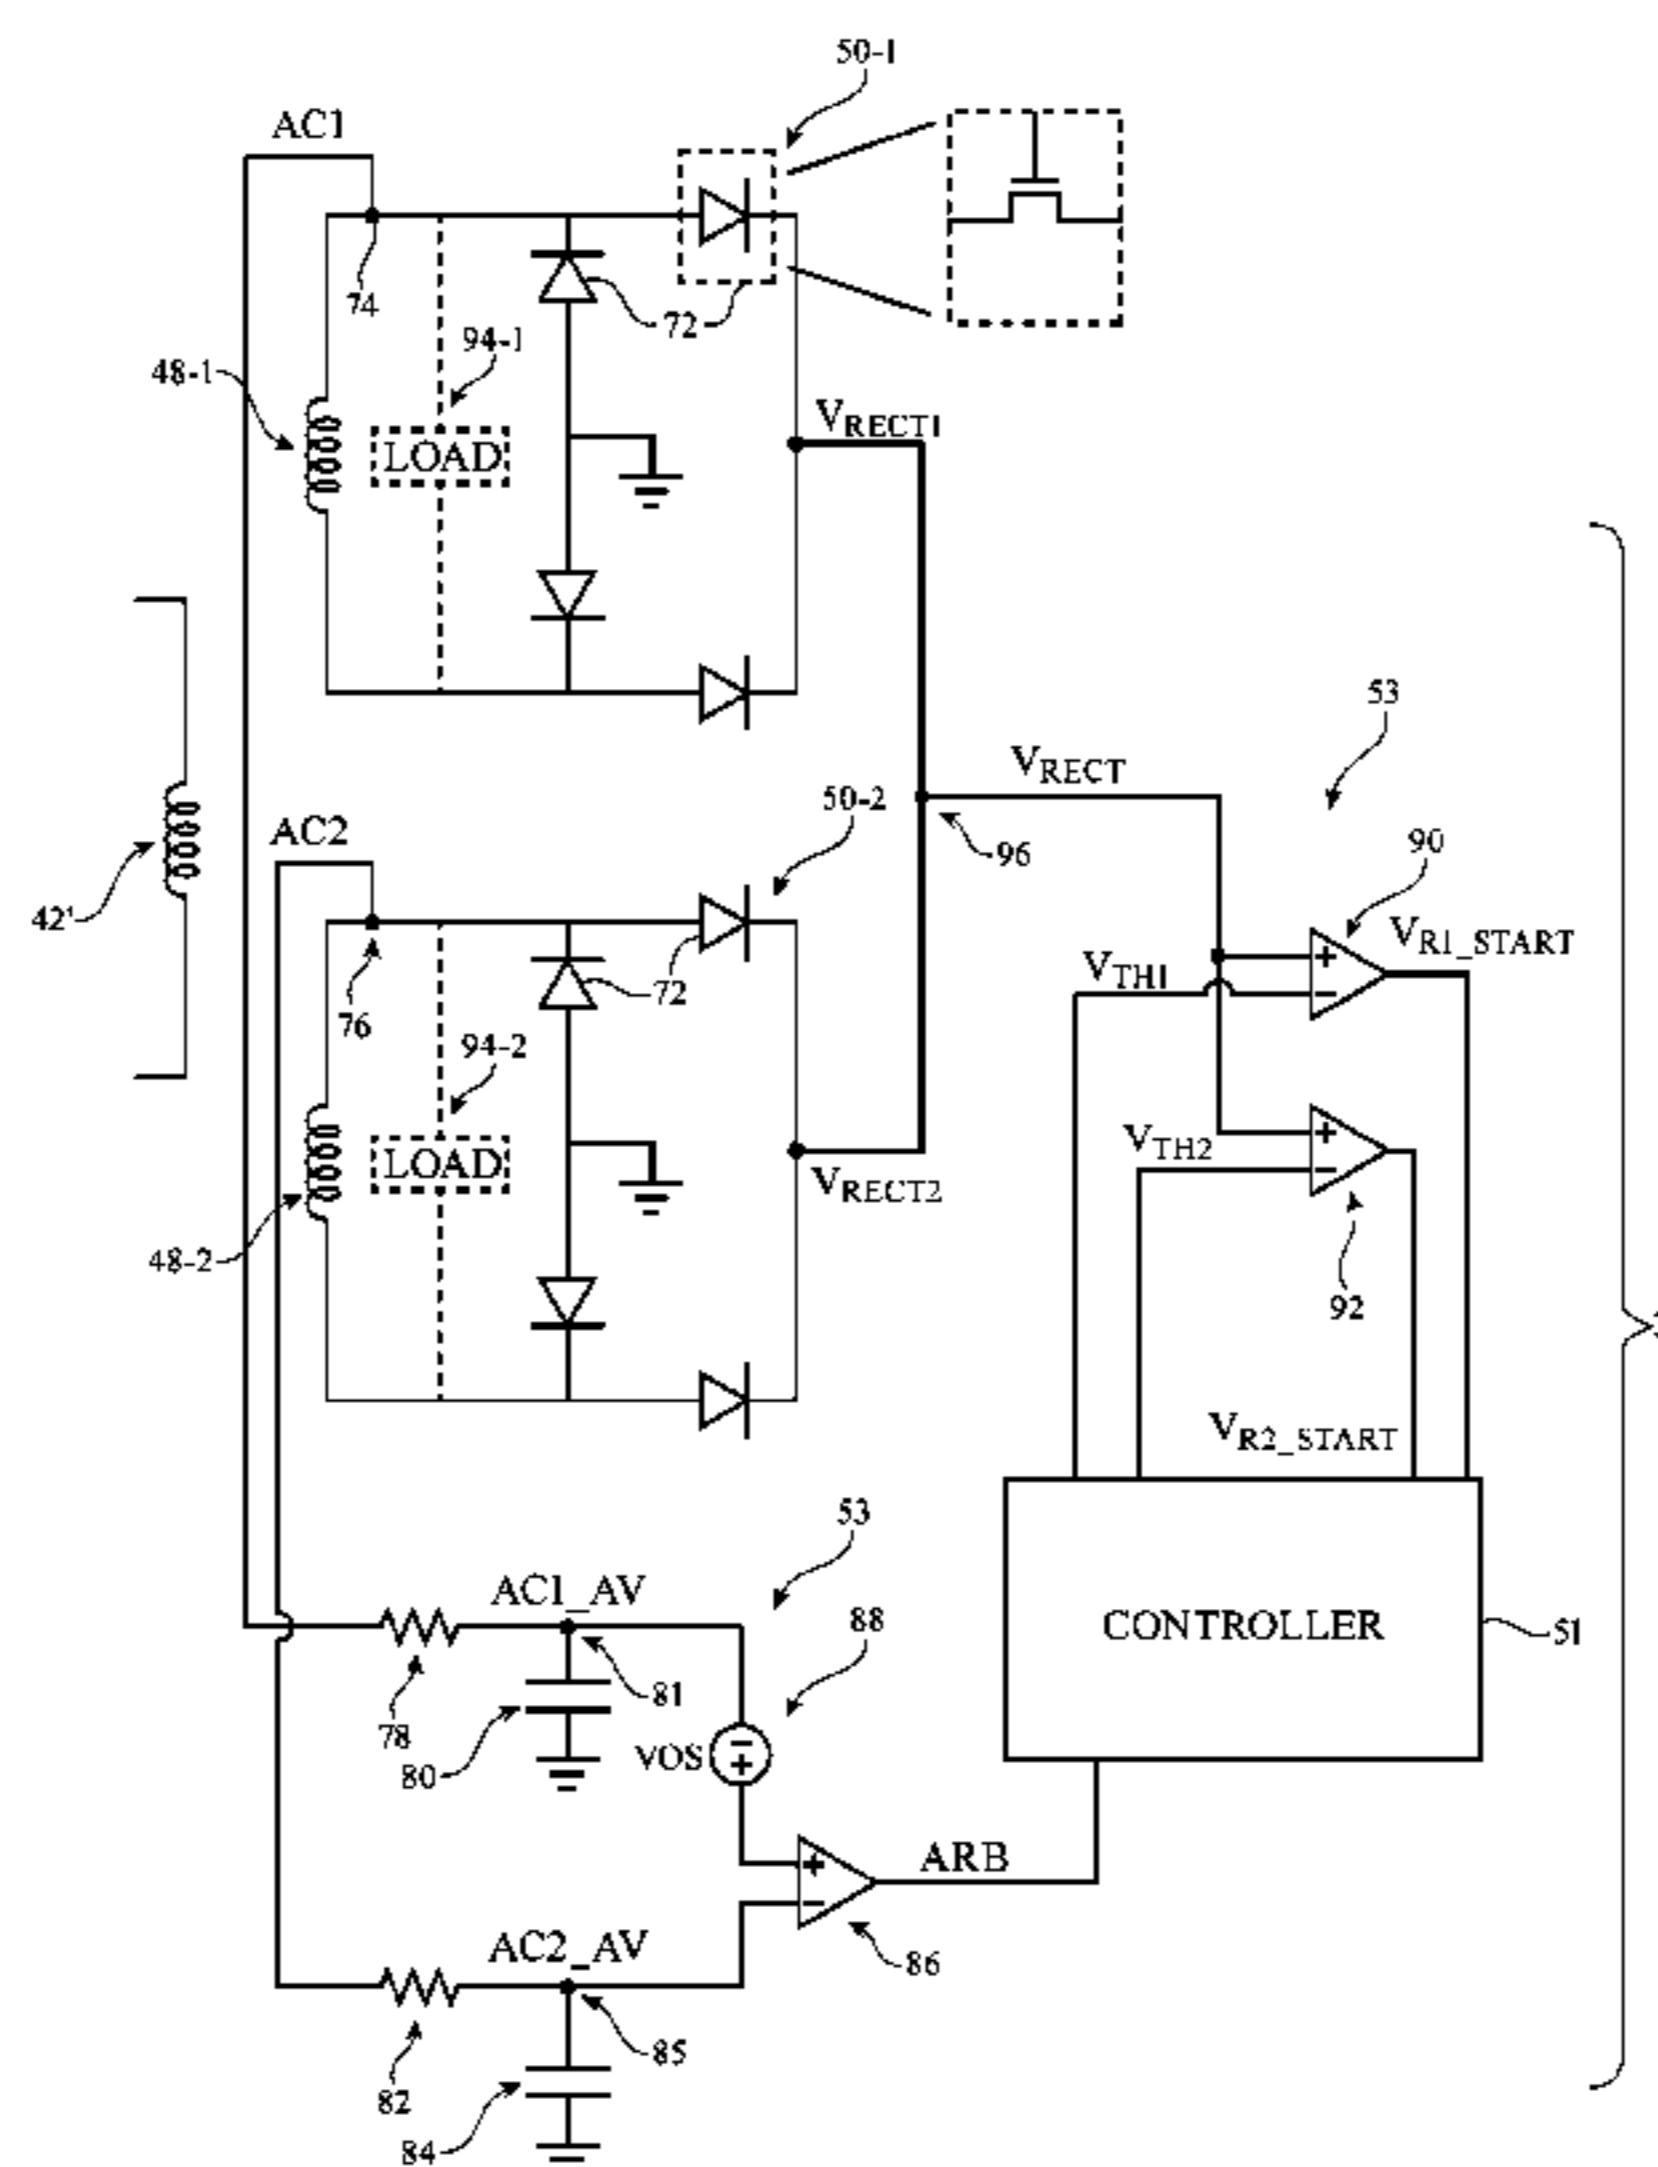 50-1
AC1
74
72
94-1
48-1
VRECT1
LOAD
53
VRECT
50-2
AC2
96
90
42'
VR1_START
VTH1
72
76
94-2
VTH2
LOAD
VRECT2
48-2
92
VR2_START
53
AC1_AV
88
CONTROLLER
51
81
78
VOS
80
ARB
AC2_AV
86
85
82
84